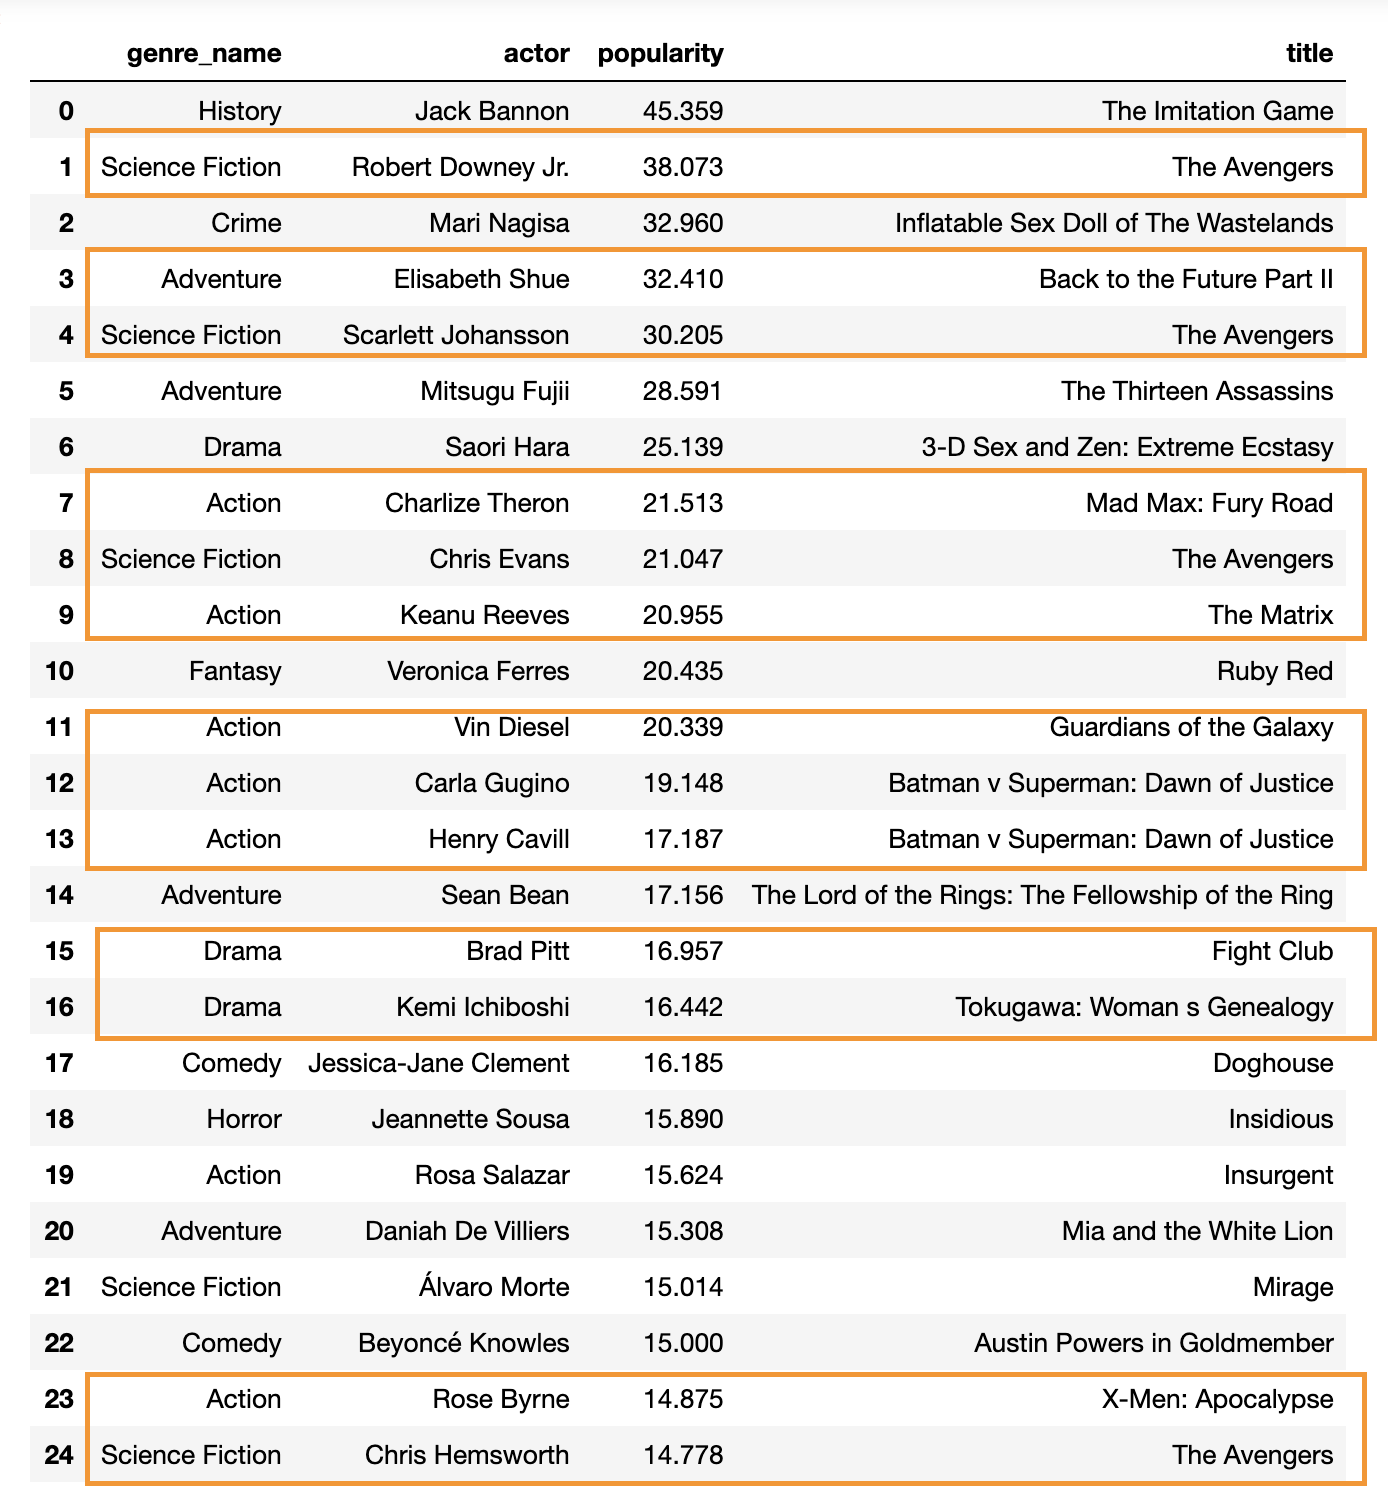 genre_name actor popularity title
0 History Jack Bannon 45.359 The Imitation Game
1 Science Fiction Robert Downey Jr. 38.073 The Avengers
2 Crime Mari Nagisa 32.960 Inflatable Sex Doll of The Wastelands
3 Adventure Elisabeth Shue 32.410 Back to the Future Part II
4 Science Fiction Scarlett Johansson 30.205 The Avengers
5 Adventure Mitsugu Fujii 28.591 The Thirteen Assassins
6 Drama Saori Hara 25.139 3-D Sex and Zen: Extreme Ecstasy
7 Action Charlize Theron 21.513 Mad Max: Fury Road
8 Science Fiction Chris Evans 21.047 The Avengers
9 Action Keanu Reeves 20.955 The Matrix
10 Fantasy Veronica Ferres 20.435 Ruby Red
11 Action Vin Diesel 20.339 Guardians of the Galaxy
12 Action Carla Gugino 19.148 Batman v Superman: Dawn of Justice
13 Action Henry Cavill 17.187 Batman v Superman: Dawn of Justice
14 Adventure Sean Bean 17.156 The Lord of the Rings: The Fellowship of the Ring
15 Drama Brad Pitt 16.957 Fight Club
16 Drama Kemi Ichiboshi 16.442 Tokugawa: Woman s Genealogy
17 Comedy Jessica-Jane Clement 16.185 Doghouse
18 Horror Jeannette Sousa 15.890 Insidious
19 Action Rosa Salazar 15.624 Insurgent
20 Adventure Daniah De Villiers 15.308 Mia and the White Lion
21 Science Fiction Álvaro Morte 15.014 Mirage
22 Comedy Beyoncé Knowles 15.000 Austin Powers in Goldmember
23 Action Rose Byrne 14.875 X-Men: Apocalypse
24 Science Fiction Chris Hemsworth 14.778 The Avengers